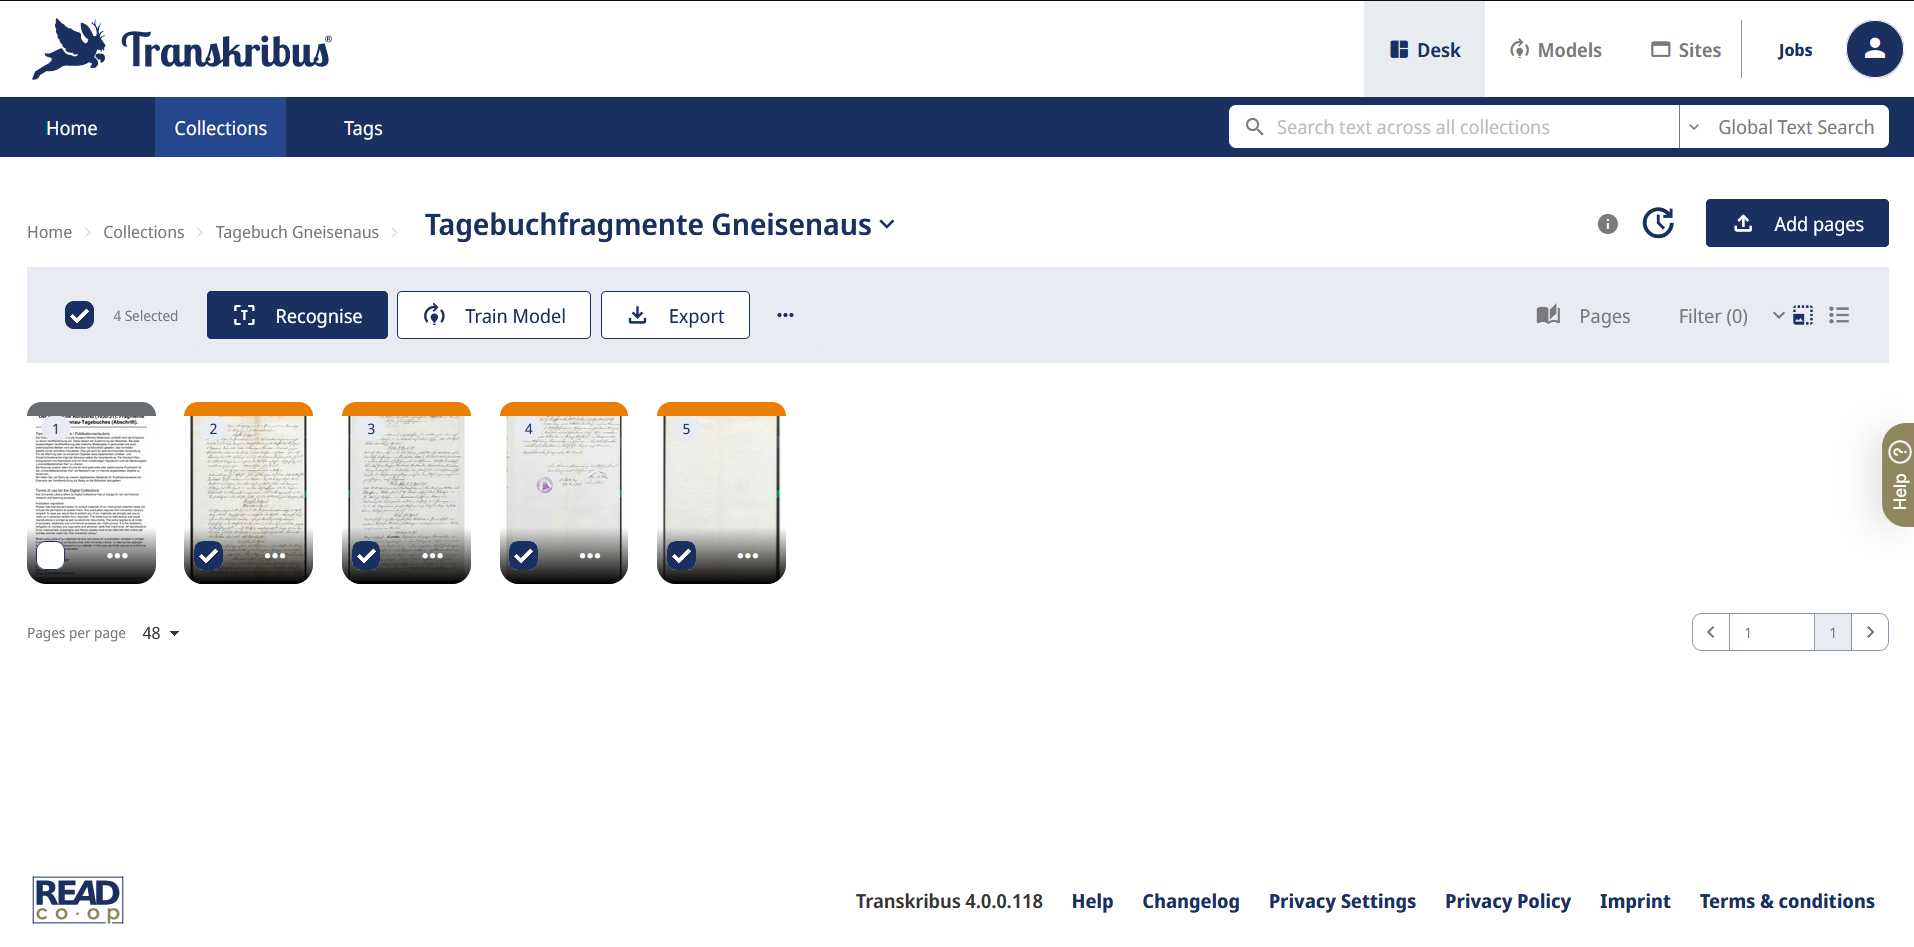 Transkribus®
Desk
Models
Sites
Jobs
Home
Collections
Tags
Search text across all collections
Global Text Search
Home
Collections
Tagebuch Gneisenaus
Tagebuchfragmente Gneisenaus
Add pages
4 Selected
Recognise
Train Model
Export
Pages
Filter (0)
1
2
3
4
5
Help
Pages per page 48
1
1
READ
co·op
Transkribus 4.0.0.118
Help
Changelog
Privacy Settings
Privacy Policy
Imprint
Terms & conditions